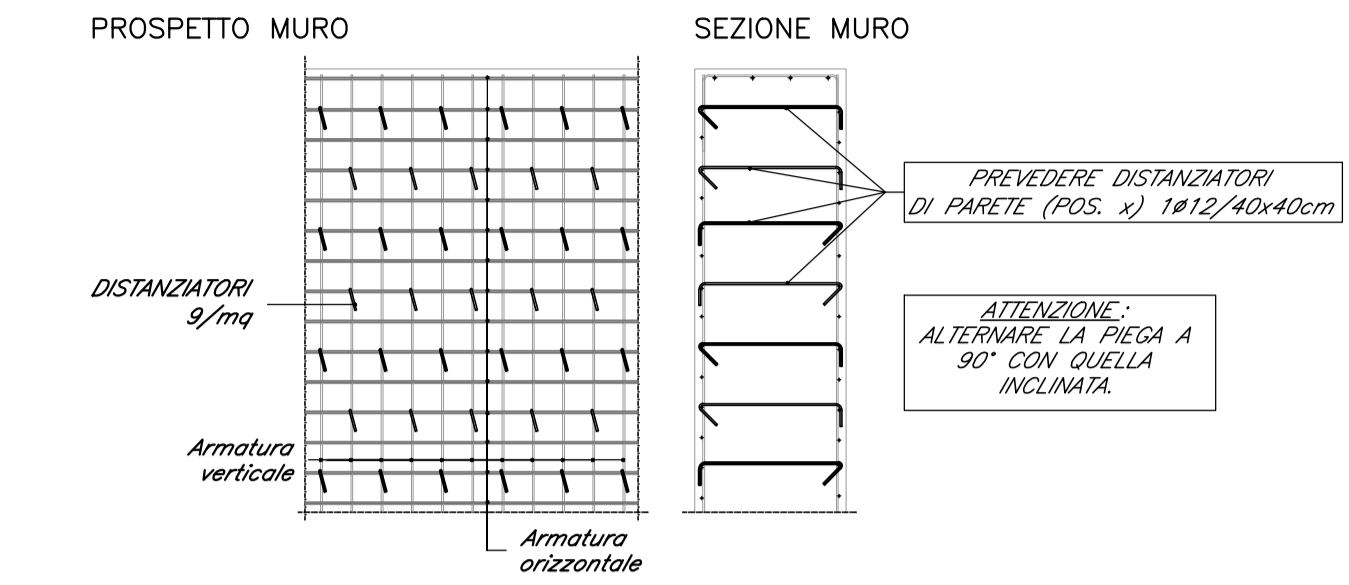 PROSPETTO MURO
SEZIONE MURO
PREVEDERE DISTANZIATORI
DI PARETE (POS. x) 1ø12/40x40cm
DISTANZIATORI
9/mq
ATTENZIONE:
ALTERNARE LA PIEGA A
90° CON QUELLA
INCLINATA.
Armatura
verticale
Armatura
orizzontale